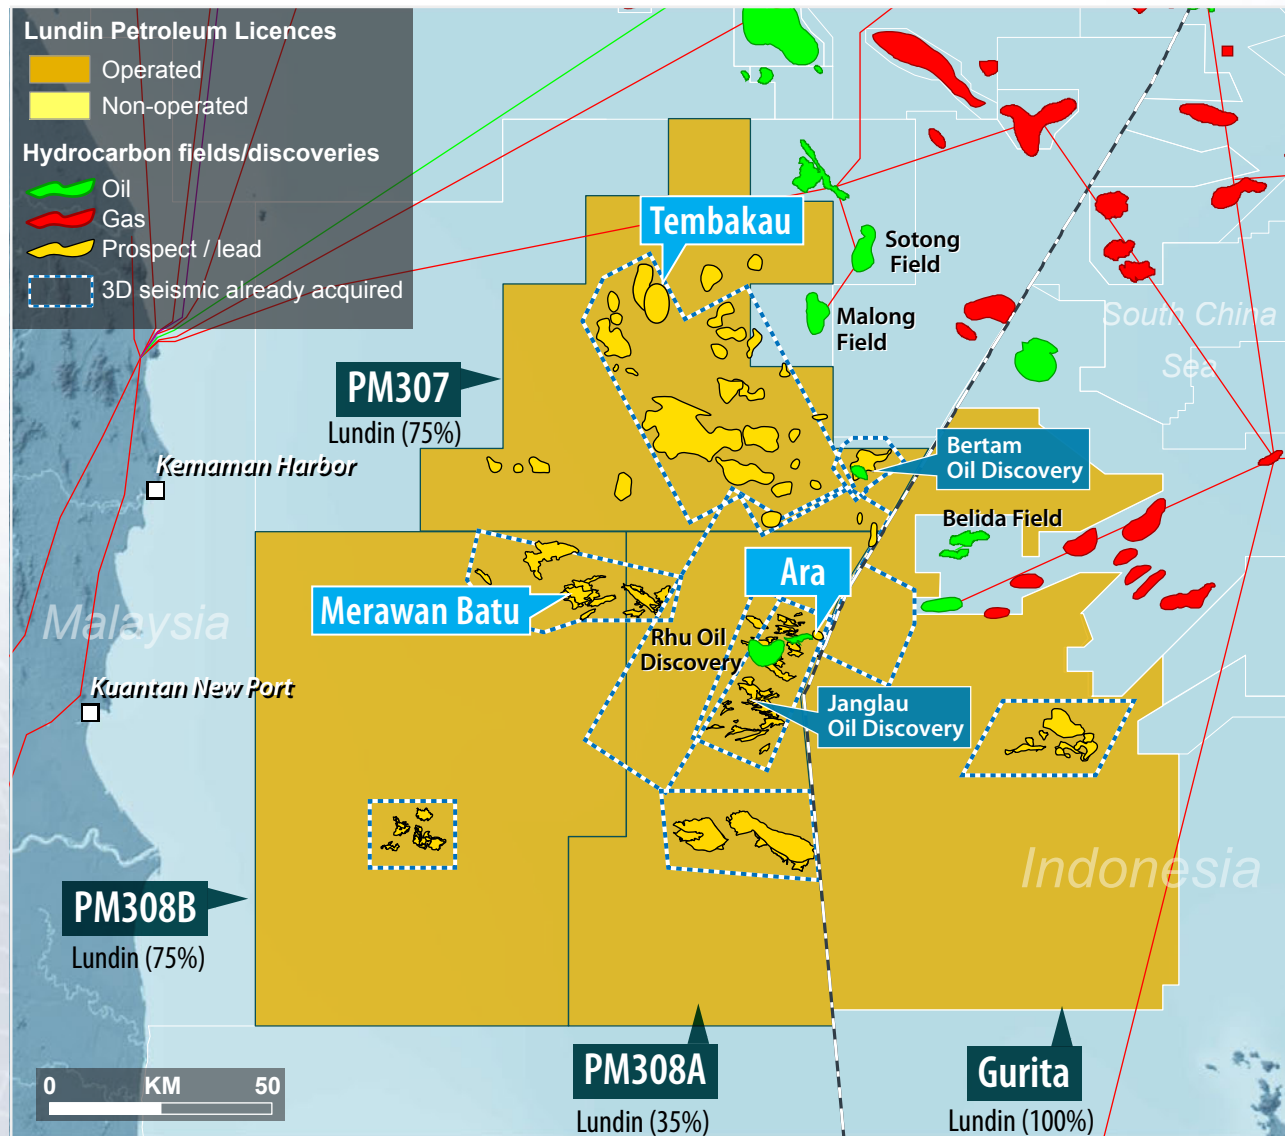 Lundin Petroleum Licences
Operated
Non-operated
Hydrocarbon fields/discoveries
Oil
Gas
Prospect / lead
3D seismic already acquired
Tembakau
Sotong
Field
Malong
Field
South China
Sea
PM307
Lundin (75%)
Kemaman Harbor
Bertam
Oil Discovery
Belida Field
Ara
Merawan Batu
Malaysia
Rhu Oil
Discovery
Kuantan New Port
Janglau
Oil Discovery
Indonesia
PM308B
Lundin (75%)
PM308A
Lundin (35%)
Gurita
Lundin (100%)
0 KM 50